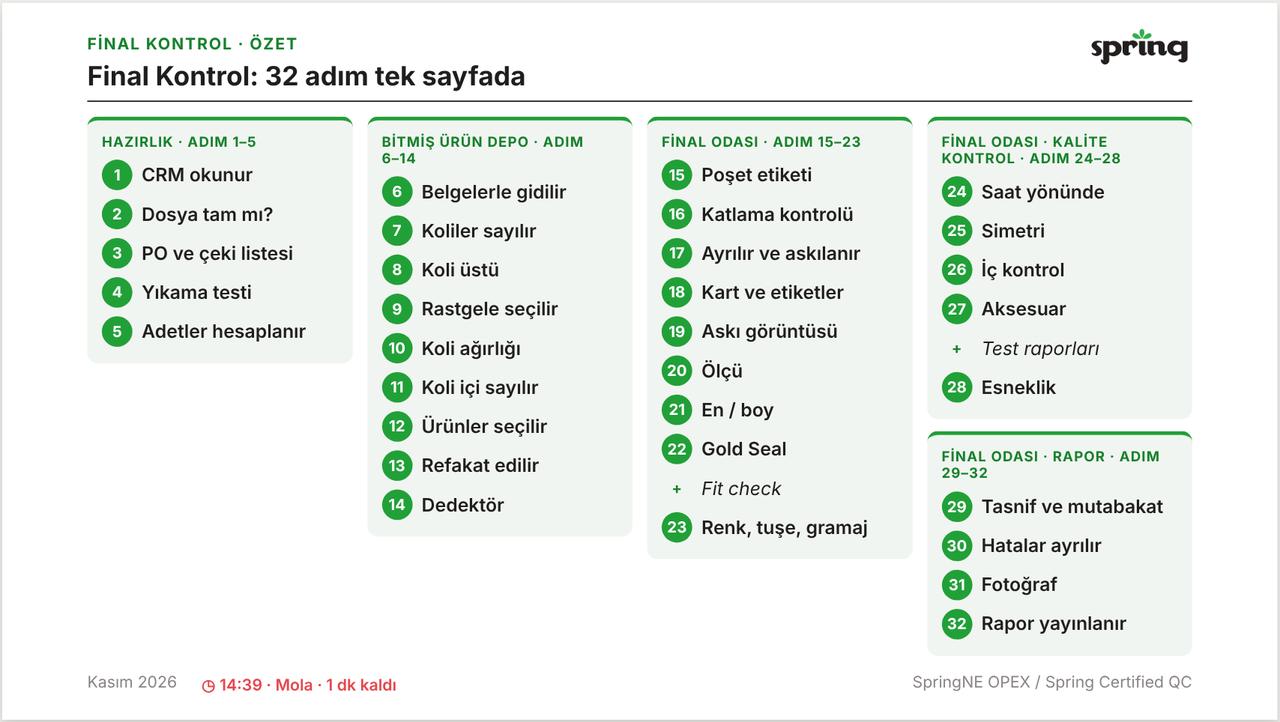 FİNAL KONTROL · ÖZET
Final Kontrol: 32 adım tek sayfada
spring
HAZIRLIK · ADIM 1–5
1 CRM okunur
2 Dosya tam mı?
3 PO ve çeki listesi
4 Yıkama testi
5 Adetler hesaplanır
BİTMİŞ ÜRÜN DEPO · ADIM
6–14
6 Belgelerle gidilir
7 Koliler sayılır
8 Koli üstü
9 Rastgele seçilir
10 Koli ağırlığı
11 Koli içi sayılır
12 Ürünler seçilir
13 Refakat edilir
14 Dedektör
FİNAL ODASI · ADIM 15–23
15 Poşet etiketi
16 Katlama kontrolü
17 Ayrılır ve askılanır
18 Kart ve etiketler
19 Askı görüntüsü
20 Ölçü
21 En / boy
22 Gold Seal
+ Fit check
23 Renk, tuşe, gramaj
FİNAL ODASI · KALİTE
KONTROL · ADIM 24–28
24 Saat yönünde
25 Simetri
26 İç kontrol
27 Aksesuar
+ Test raporları
28 Esneklik
FİNAL ODASI · RAPOR · ADIM
29–32
29 Tasnif ve mutabakat
30 Hatalar ayrılır
31 Fotoğraf
32 Rapor yayınlanır
Kasım 2026
14:39 · Mola · 1 dk kaldı
SpringNE OPEX / Spring Certified QC